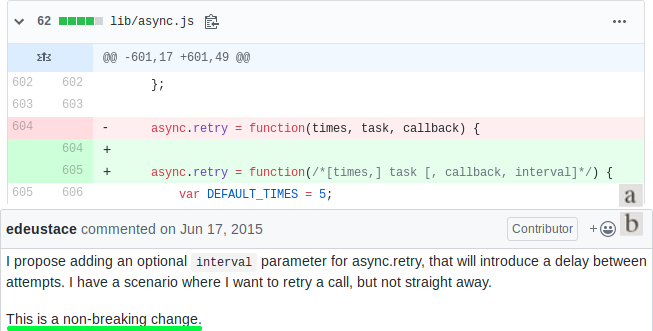 62 lib/async.js ...
@@ -601,17 +601,49 @@
602 602 };
603 603
604 - async.retry = function(times, task, callback) {
604 +
605 + async.retry = function(/*[times,] task [, callback, interval]*/) {
605 606 var DEFAULT_TIMES = 5;
a
edeustace commented on Jun 17, 2015 Contributor +
b
I propose adding an optional interval parameter for async.retry, that will introduce a delay between
attempts. I have a scenario where I want to retry a call, but not straight away.
This is a non-breaking change.